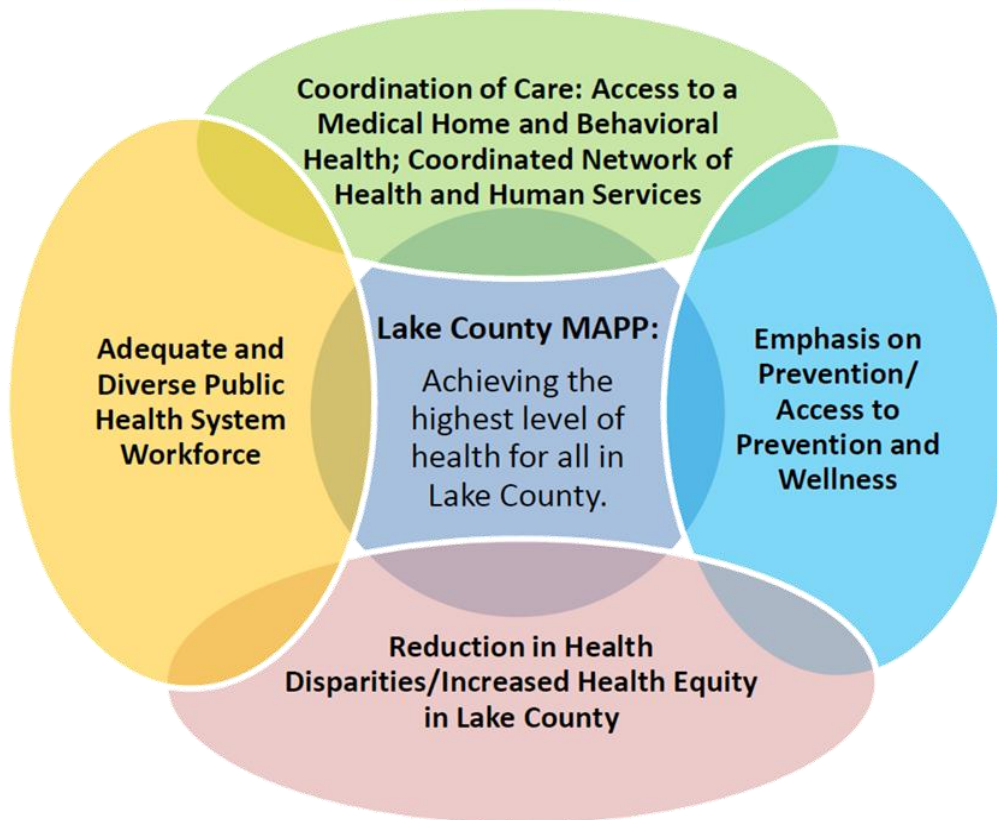 Coordination of Care: Access to a
Medical Home and Behavioral
Health; Coordinated Network of
Health and Human Services
Adequate and
Diverse Public
Health System
Workforce
Lake County MAPP:
Achieving the
highest level of
health for all in
Lake County.
Emphasis on
Prevention/
Access to
Prevention and
Wellness
Reduction in Health
Disparities/Increased Health Equity
in Lake County